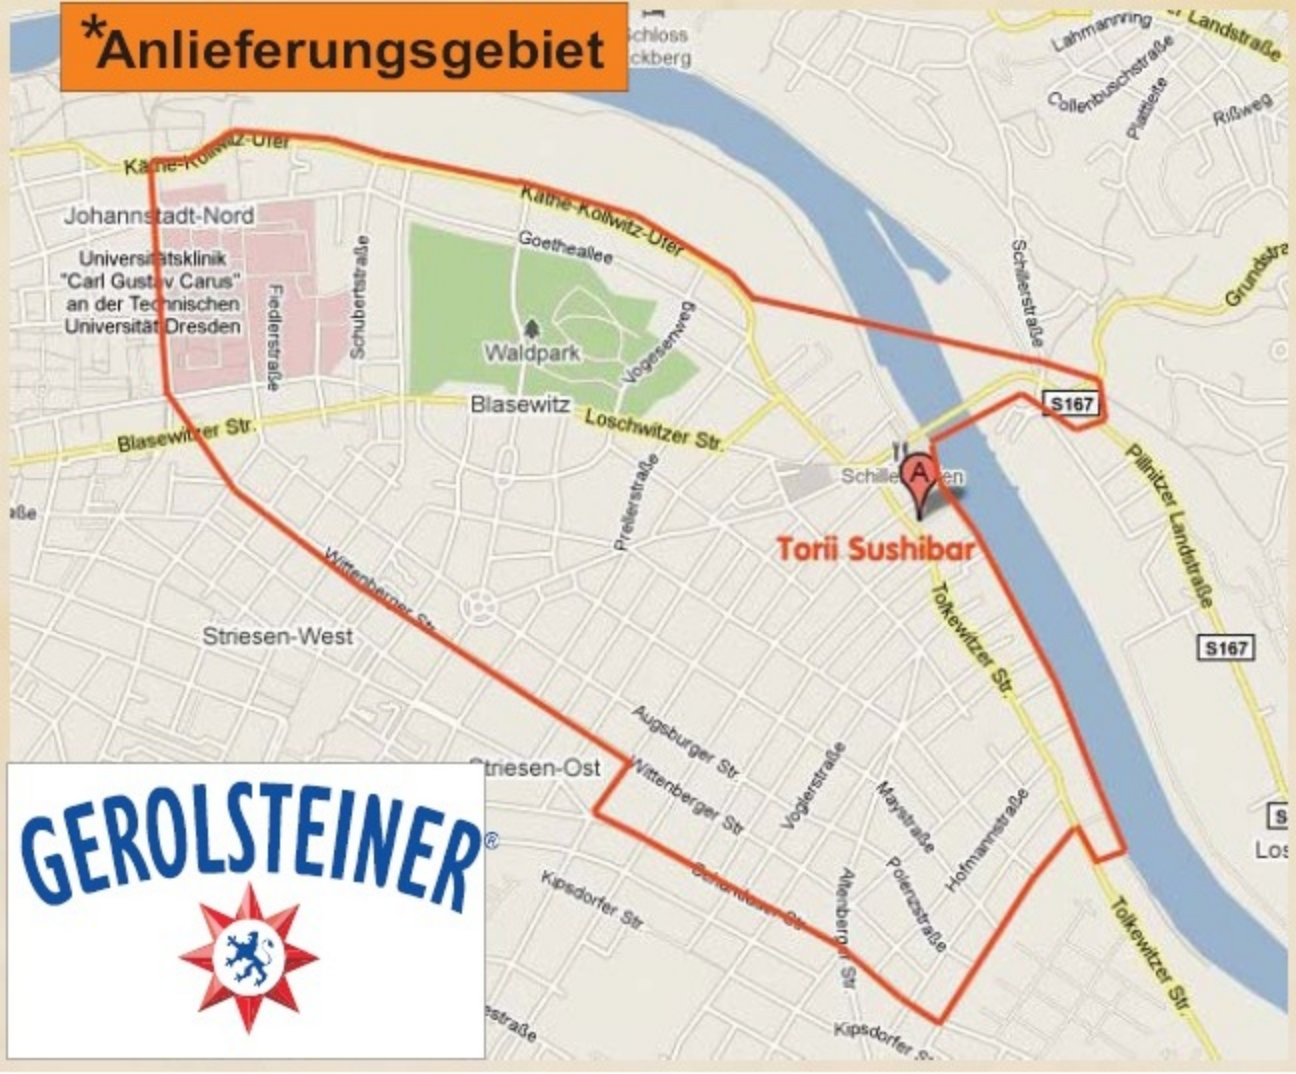 *Anlieferungsgebiet
Lahmannring
Landstraße
Collenbuschstraße
Plattleite
Rißweg
Käthe-Kollwitz-Ufer
Johannstadt-Nord
Universitätsklinik
"Carl Gustav Carus"
an der Technischen
Universität Dresden
Fiedlerstraße
Schubertstraße
Käthe-Kollwitz-Ufer
Goetheallee
Waldpark
Vogesenweg
Schillerstraße
Blasewitz
Loschwitzer Str.
Blasewitzer Str.
S167
A
Torii Sushibar
Prellerstraße
Pillnitzer Landstraße
Wittenberger Str.
Striesen-West
Tolkewitzer Str.
S167
Augsburger Str
Striesen-Ost
Wittenberger Str
Voglerstraße
Maystraße
Hofmannstraße
Polenzstraße
Altenberger Str.
Schandauer Str
Kipsdorfer Str
Tolkewitzer Str.
Kipsdorfer S
GEROLSTEINER®